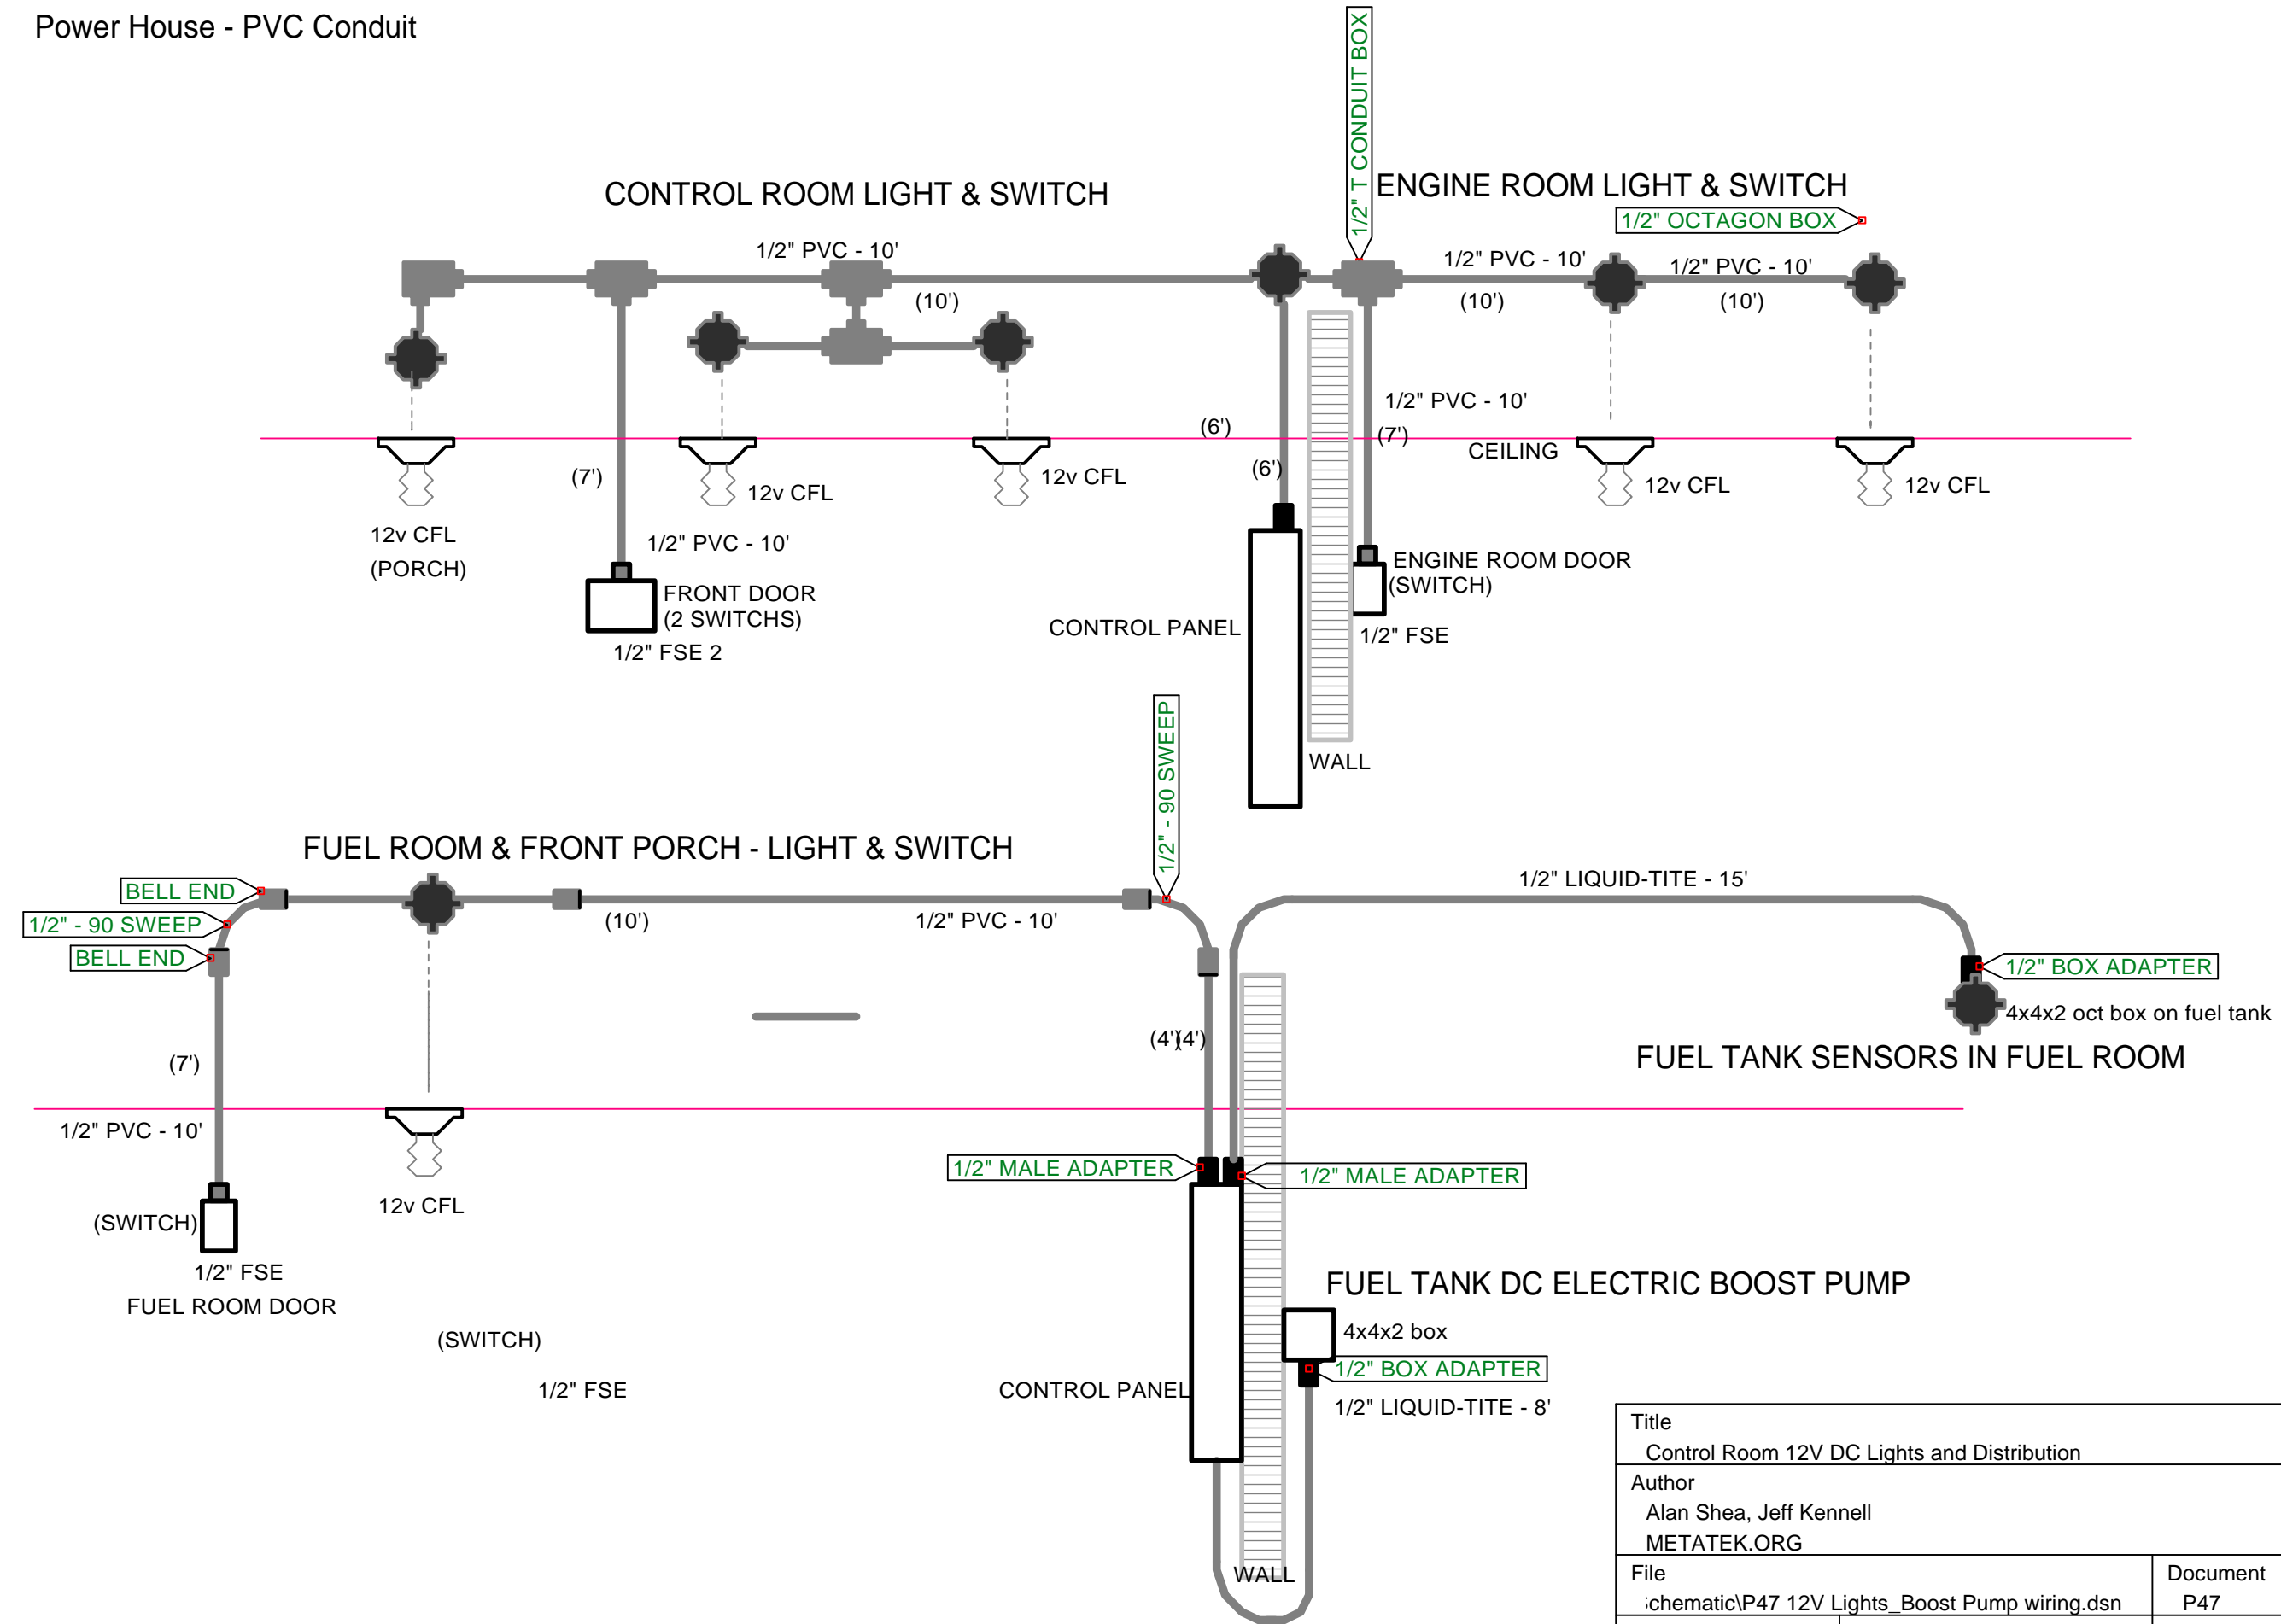 Power House - PVC Conduit
1/2" T CONDUIT BOX
CONTROL ROOM LIGHT & SWITCH
ENGINE ROOM LIGHT & SWITCH
1/2" OCTAGON BOX
1/2" PVC - 10'
1/2" PVC - 10'
1/2" PVC - 10'
(10')
(10')
(10')
1/2" PVC - 10'
(6')
(7')
CEILING
(7')
(6')
12v CFL
12v CFL
12v CFL
12v CFL
12v CFL
(PORCH)
1/2" PVC - 10'
FRONT DOOR
(2 SWITCHS)
1/2" FSE 2
ENGINE ROOM DOOR
(SWITCH)
CONTROL PANEL
1/2" FSE
WALL
1/2" - 90 SWEEP
FUEL ROOM & FRONT PORCH - LIGHT & SWITCH
BELL END
1/2" - 90 SWEEP
BELL END
(10')
1/2" PVC - 10'
1/2" LIQUID-TITE - 15'
1/2" BOX ADAPTER
4x4x2 oct box on fuel tank
FUEL TANK SENSORS IN FUEL ROOM
(4')(4')
(7')
1/2" PVC - 10'
1/2" MALE ADAPTER
1/2" MALE ADAPTER
12v CFL
(SWITCH)
1/2" FSE
FUEL ROOM DOOR
(SWITCH)
1/2" FSE
FUEL TANK DC ELECTRIC BOOST PUMP
4x4x2 box
1/2" BOX ADAPTER
CONTROL PANEL
1/2" LIQUID-TITE - 8'
WALL
Title
Control Room 12V DC Lights and Distribution
Author
Alan Shea, Jeff Kennell
METATEK.ORG
File
Document
chematic\P47 12V Lights_Boost Pump wiring.dsn
P47